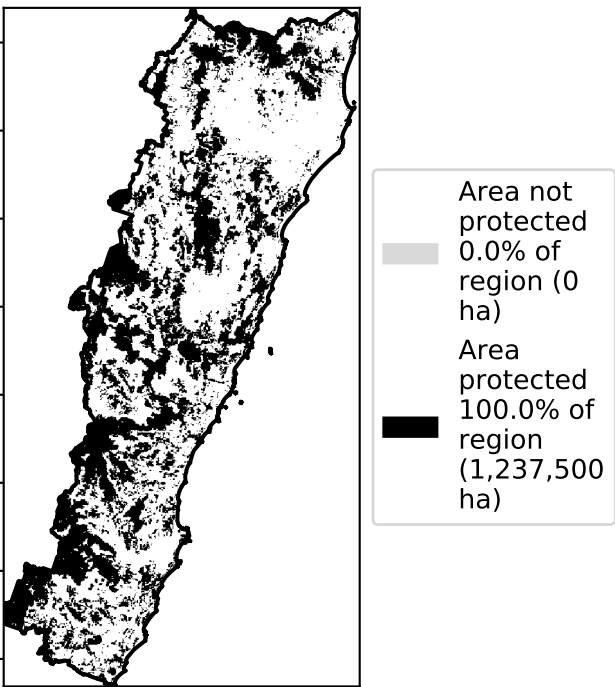 Area not
protected
0.0% of
region (0
ha)
Area
protected
100.0% of
region
(1,237,500
ha)